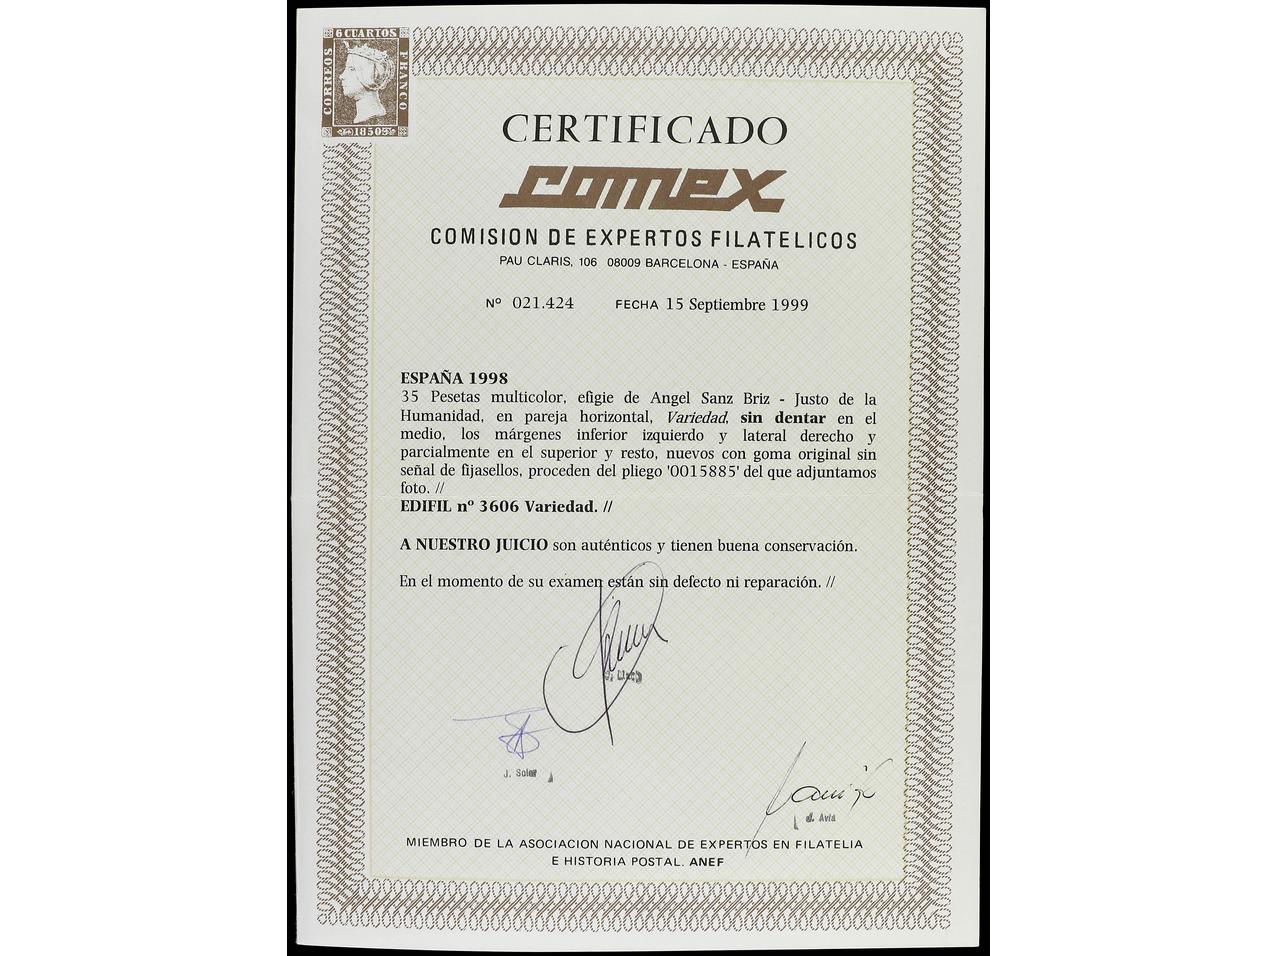 6 CUARTOS
CORREOS
FRANCO
1850
CERTIFICADO
comex
COMISION DE EXPERTOS FILATELICOS
PAU CLARIS, 106 08009 BARCELONA - ESPAÑA
Nº 021.424 FECHA 15 Septiembre 1999
ESPAÑA 1998
35 Pesetas multicolor, efigie de Angel Sanz Briz - Justo de la
Humanidad, en pareja horizontal, Variedad, sin dentar en el
medio, los márgenes inferior izquierdo y lateral derecho y
parcialmente en el superior y resto, nuevos con goma original sin
señal de fijasellos, proceden del pliego '0015885' del que adjuntamos
foto. //
EDIFIL nº 3606 Variedad. //
A NUESTRO JUICIO son auténticos y tienen buena conservación.
En el momento de su examen están sin defecto ni reparación. //
J. Soler
J. Avia
MIEMBRO DE LA ASOCIACION NACIONAL DE EXPERTOS EN FILATELIA
E HISTORIA POSTAL. ANEF